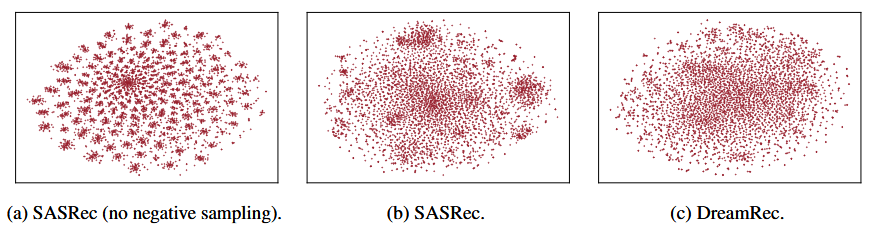 (a) SASRec (no negative sampling).
(b) SASRec.
(c) DreamRec.